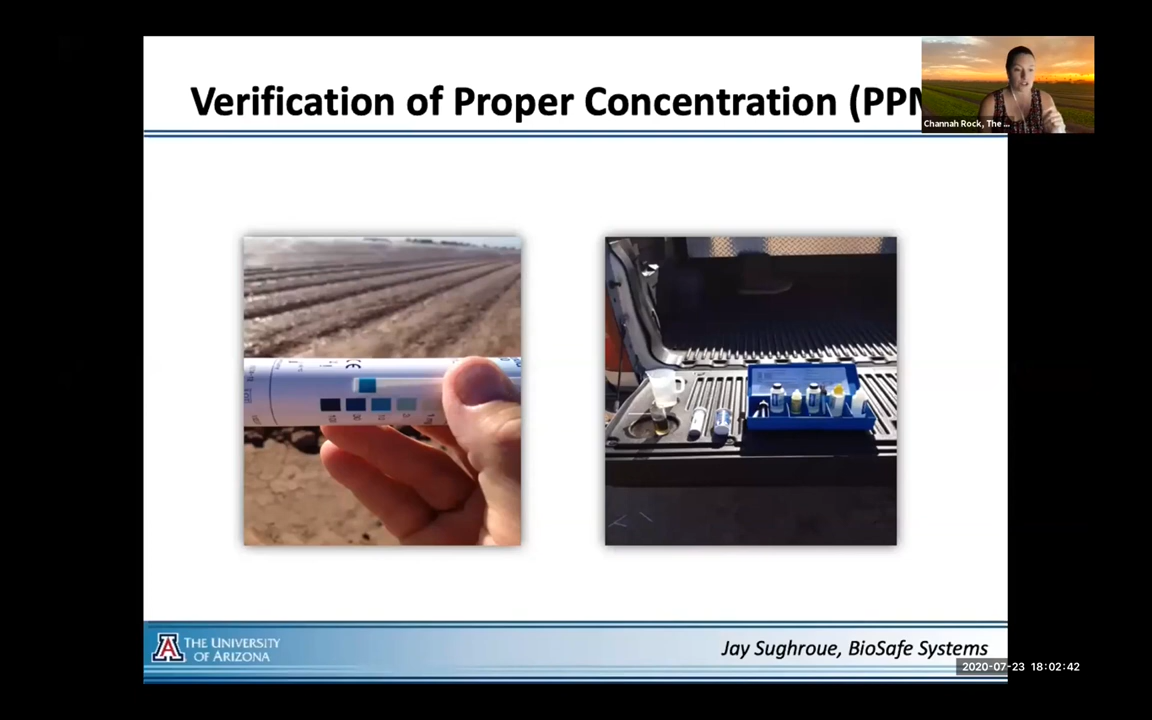 Verification of Proper Concentration (PPM
Channah Rock, The ...
CE
THE UNIVERSITY
OF ARIZONA
A
Jay Sughroue, BioSafe Systems
2020-07-23 18:02:42